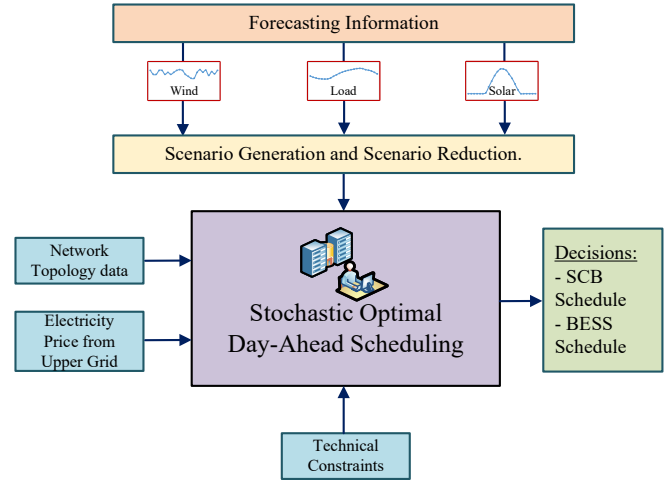 Forecasting Information
Wind
Load
Solar
Scenario Generation and Scenario Reduction.
Network
Topology data
Electricity
Price from
Upper Grid
Stochastic Optimal
Day-Ahead Scheduling
Decisions:
- SCB
Schedule
- BESS
Schedule
Technical
Constraints